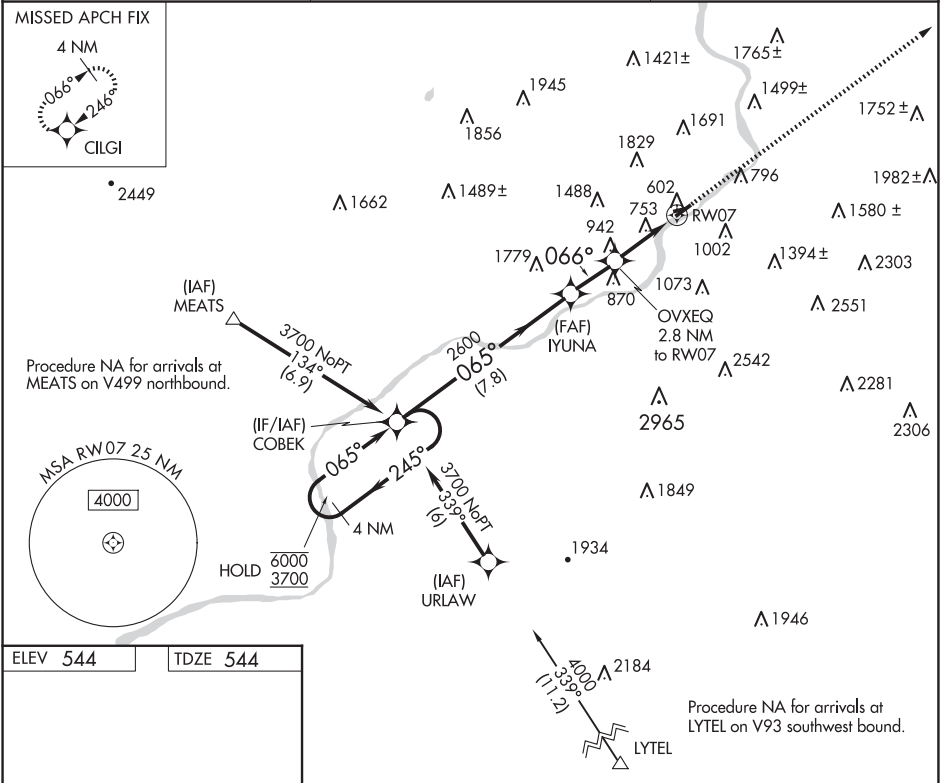 MISSED APCH FIX
4 NM
066°
246°
CILGI
2449
1945
1856
1421±
1765±
1499±
1752±
1691
1829
1662
1489±
1488
602
796
1982±
753
RW07
1580 ±
942
1002
1779
066°
1394±
2303
870
1073
(IAF)
MEATS
(FAF)
IYUNA
OVXEQ
2.8 NM
to RW07
2551
3700 NoPT
134°
(6.9)
2600
065°
(7.8)
2542
Procedure NA for arrivals at
MEATS on V499 northbound.
2281
2965
2306
(IF/IAF)
COBEK
065°
245°
MSA RW07 25 NM
4000
3700 NoPT
339°
(6)
1849
4 NM
HOLD
6000
3700
1934
(IAF)
URLAW
1946
ELEV 544
TDZE 544
4000
339°
(11.2)
2184
Procedure NA for arrivals at
LYTEL on V93 southwest bound.
LYTEL